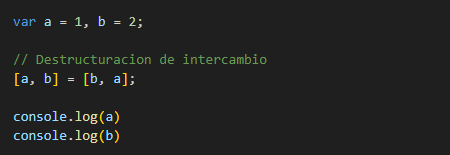 var a = 1, b = 2;
// Destructuracion de intercambio
[a, b] = [b, a];
console.log(a)
console.log(b)